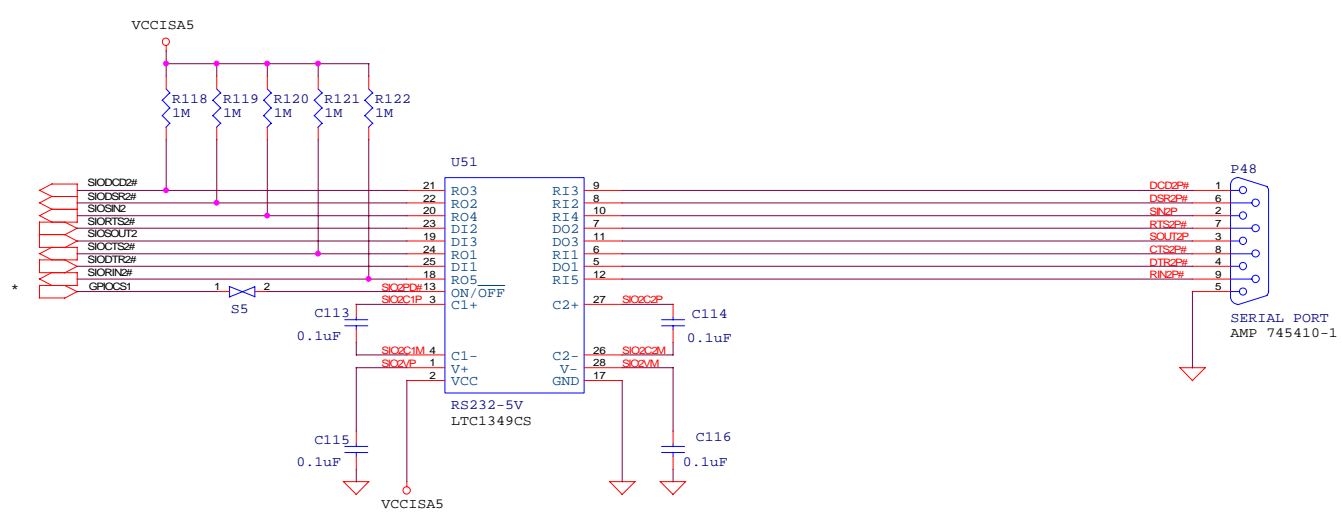 VCCISA5
R118 R119 R120 R121 R122
1M 1M 1M 1M 1M
U51
P48
SIODCD2# 21 RO3 RI3 9 DCD2P# 1
SIODSR2# 22 RO2 RI2 8 DSR2P# 6
SIOSIN2 20 RO4 RI4 10 SIN2P 2
SIORTS2# 23 DI2 DO2 7 RTS2P# 7
SIOSOUT2 19 DI3 DO3 11 SOUT2P 3
SIOCTS2# 24 RO1 RI1 6 CTS2P# 8
SIODTR2# 25 DI1 DO1 5 DTR2P# 4
SIORIN2# 18 RO5 RI5 12 RIN2P# 9
* GPIOCS1 1 2 SIO2PD# 13 ON/OFF 5
S5
SIO2C1P 3 C1+ C2+ 27 SIO2C2P
C113 C114
0.1uF 0.1uF
SERIAL PORT
AMP 745410-1
SIO2C1M 4 C1- C2- 26 SIO2C2M
SIO2VP 1 V+ V- 28 SIO2VM
2 VCC GND 17
RS232-5V
LTC1349CS
C115 C116
0.1uF 0.1uF
VCCISA5